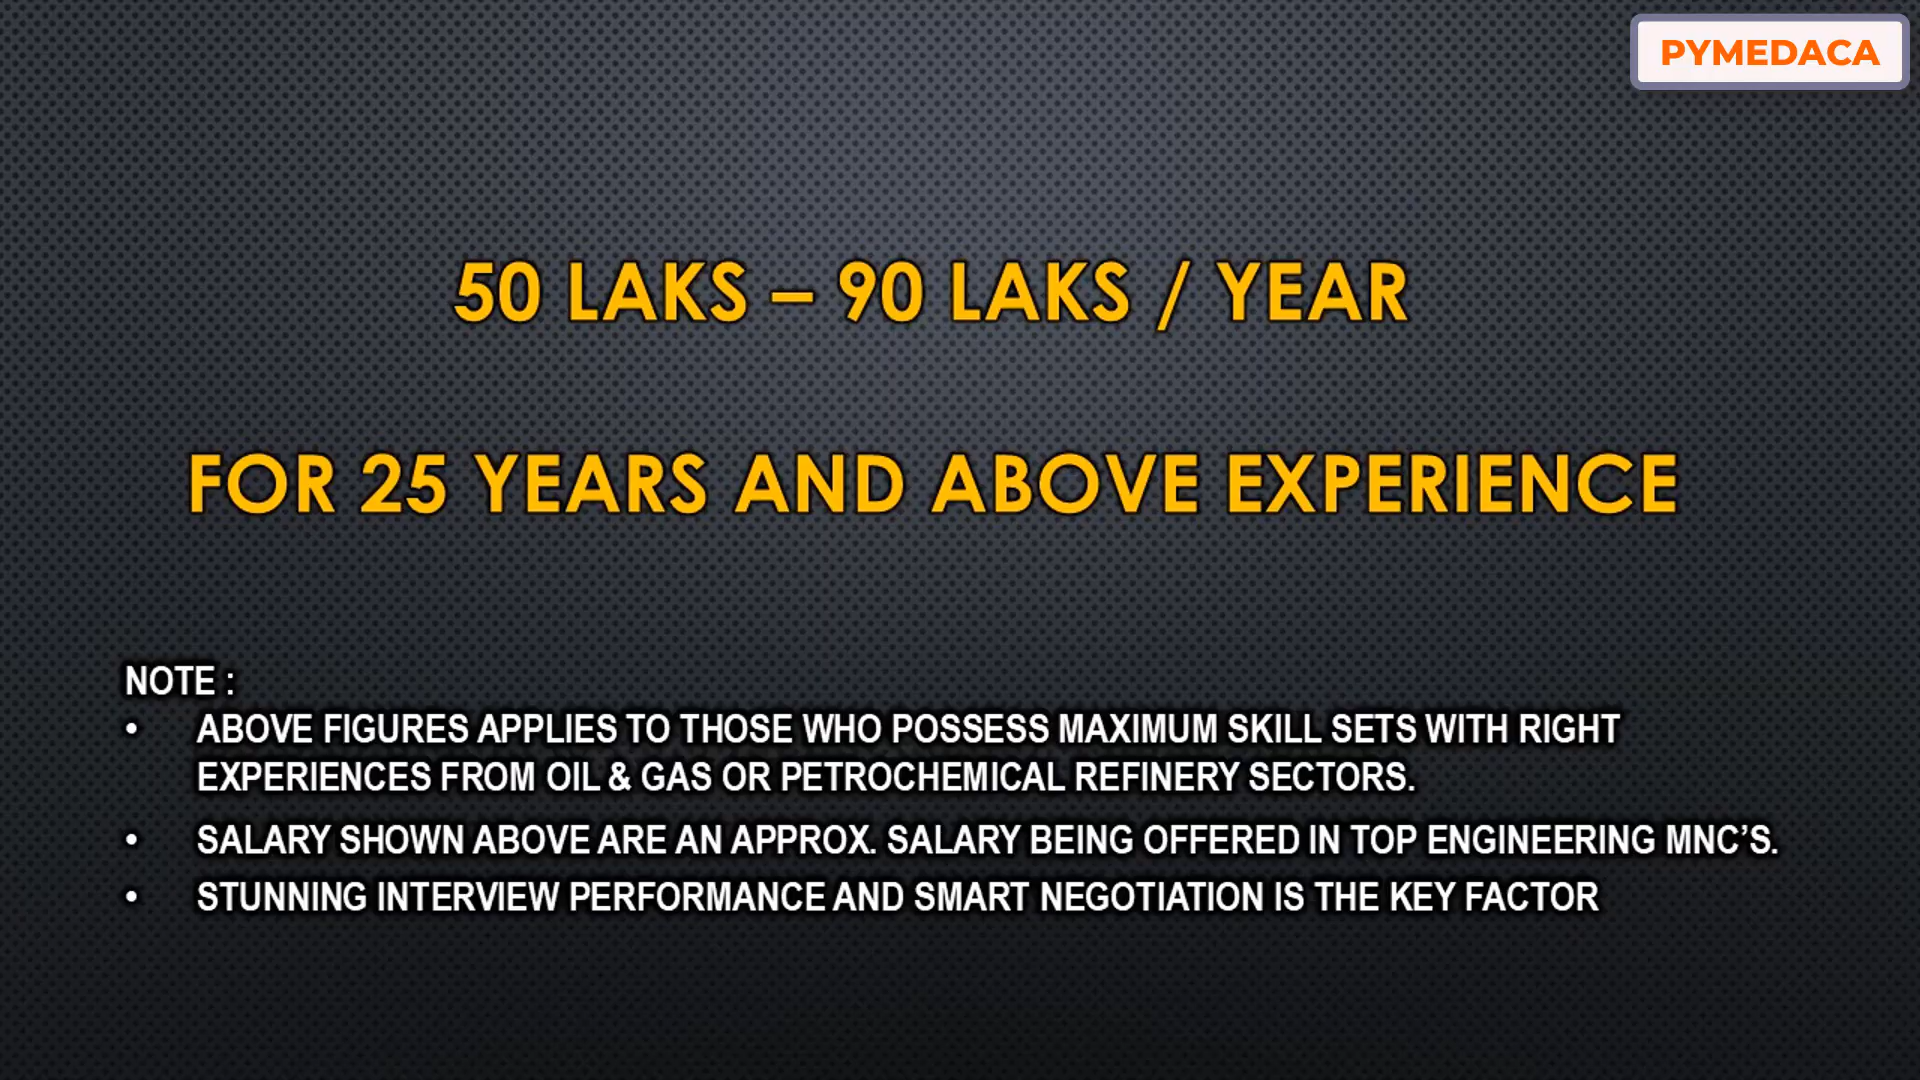 PYMEDACA
50 LAKS – 90 LAKS / YEAR
FOR 25 YEARS AND ABOVE EXPERIENCE
NOTE :
• ABOVE FIGURES APPLIES TO THOSE WHO POSSESS MAXIMUM SKILL SETS WITH RIGHT
EXPERIENCES FROM OIL & GAS OR PETROCHEMICAL REFINERY SECTORS.
• SALARY SHOWN ABOVE ARE AN APPROX. SALARY BEING OFFERED IN TOP ENGINEERING MNC’S.
• STUNNING INTERVIEW PERFORMANCE AND SMART NEGOTIATION IS THE KEY FACTOR